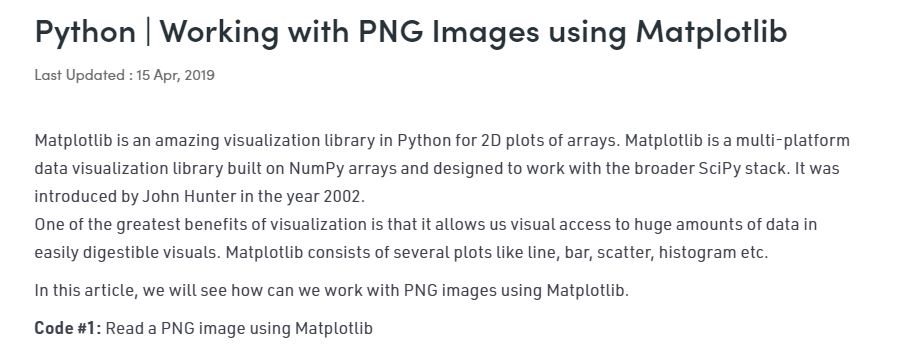 Python | Working with PNG Images using Matplotlib
Last Updated : 15 Apr, 2019
Matplotlib is an amazing visualization library in Python for 2D plots of arrays. Matplotlib is a multi-platform
data visualization library built on NumPy arrays and designed to work with the broader SciPy stack. It was
introduced by John Hunter in the year 2002.
One of the greatest benefits of visualization is that it allows us visual access to huge amounts of data in
easily digestible visuals. Matplotlib consists of several plots like line, bar, scatter, histogram etc.
In this article, we will see how can we work with PNG images using Matplotlib.
Code #1: Read a PNG image using Matplotlib